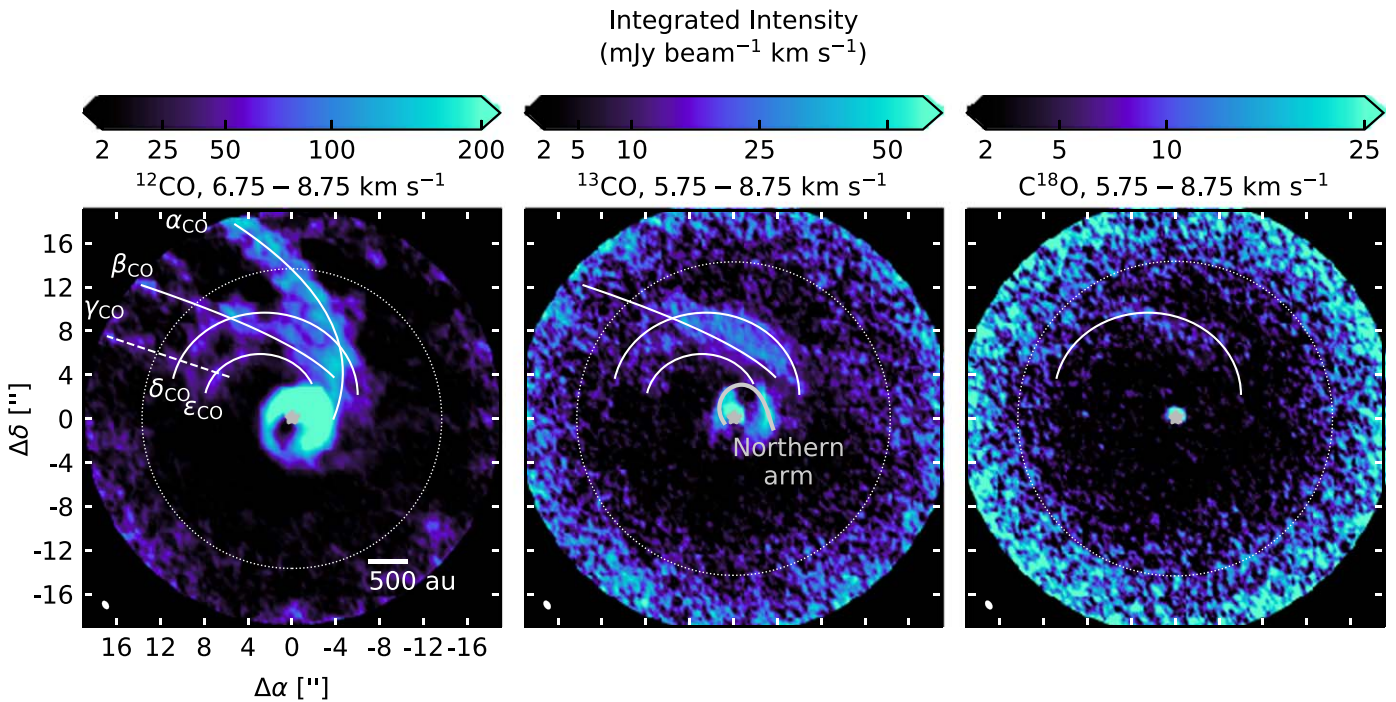 Integrated Intensity
(mJy beam⁻¹ km s⁻¹)
2 25 50 100 200
2 5 10 25 50
2 5 10 25
¹²CO, 6.75 − 8.75 km s⁻¹
¹³CO, 5.75 − 8.75 km s⁻¹
C¹⁸O, 5.75 − 8.75 km s⁻¹
α_CO
β_CO
γ_CO
δ_CO
ε_CO
Northern
arm
500 au
16
12
8
4
0
-4
-8
-12
-16
Δδ ["]
16 12 8 4 0 -4 -8 -12 -16
Δα ["]